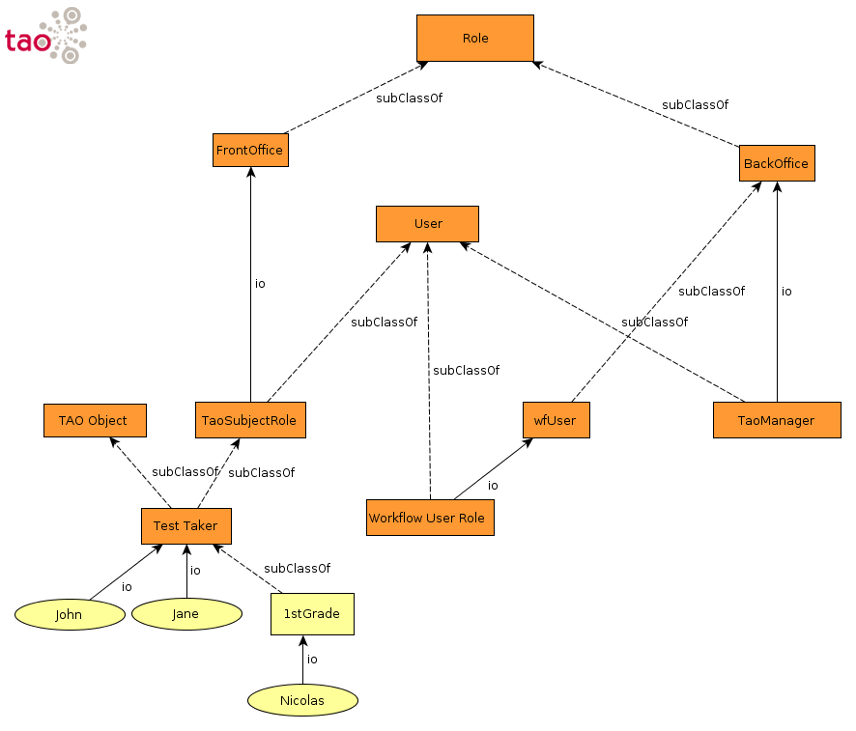 tao
Role
subClassOf
subClassOf
FrontOffice
BackOffice
User
io
subClassOf
io
subClassOf
subClassOf
subClassOf
TAO Object
TaoSubjectRole
wfUser
TaoManager
subClassOf
subClassOf
io
Workflow User Role
Test Taker
io
io
subClassOf
John
Jane
1stGrade
io
Nicolas